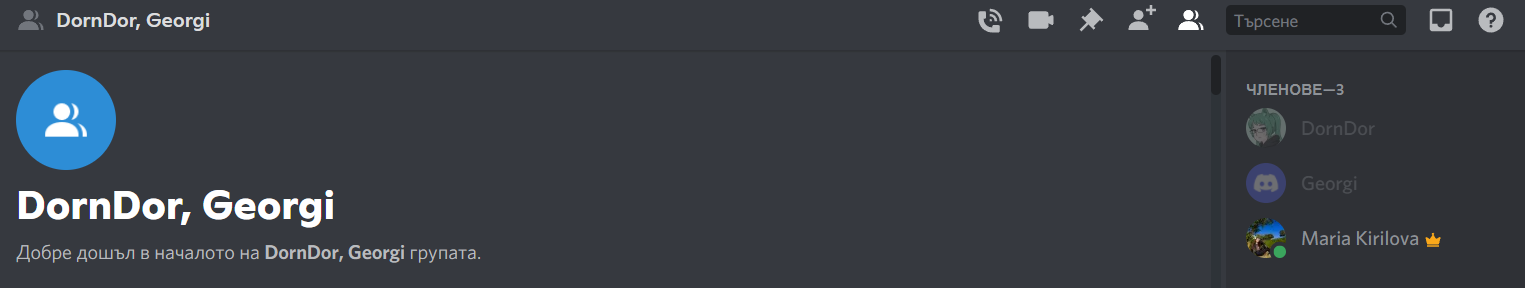 DornDor, Georgi
Търсене
DornDor, Georgi
Добре дошъл в началото на DornDor, Georgi групата.
ЧЛЕНОВЕ—3
DornDor
Georgi
Maria Kirilova